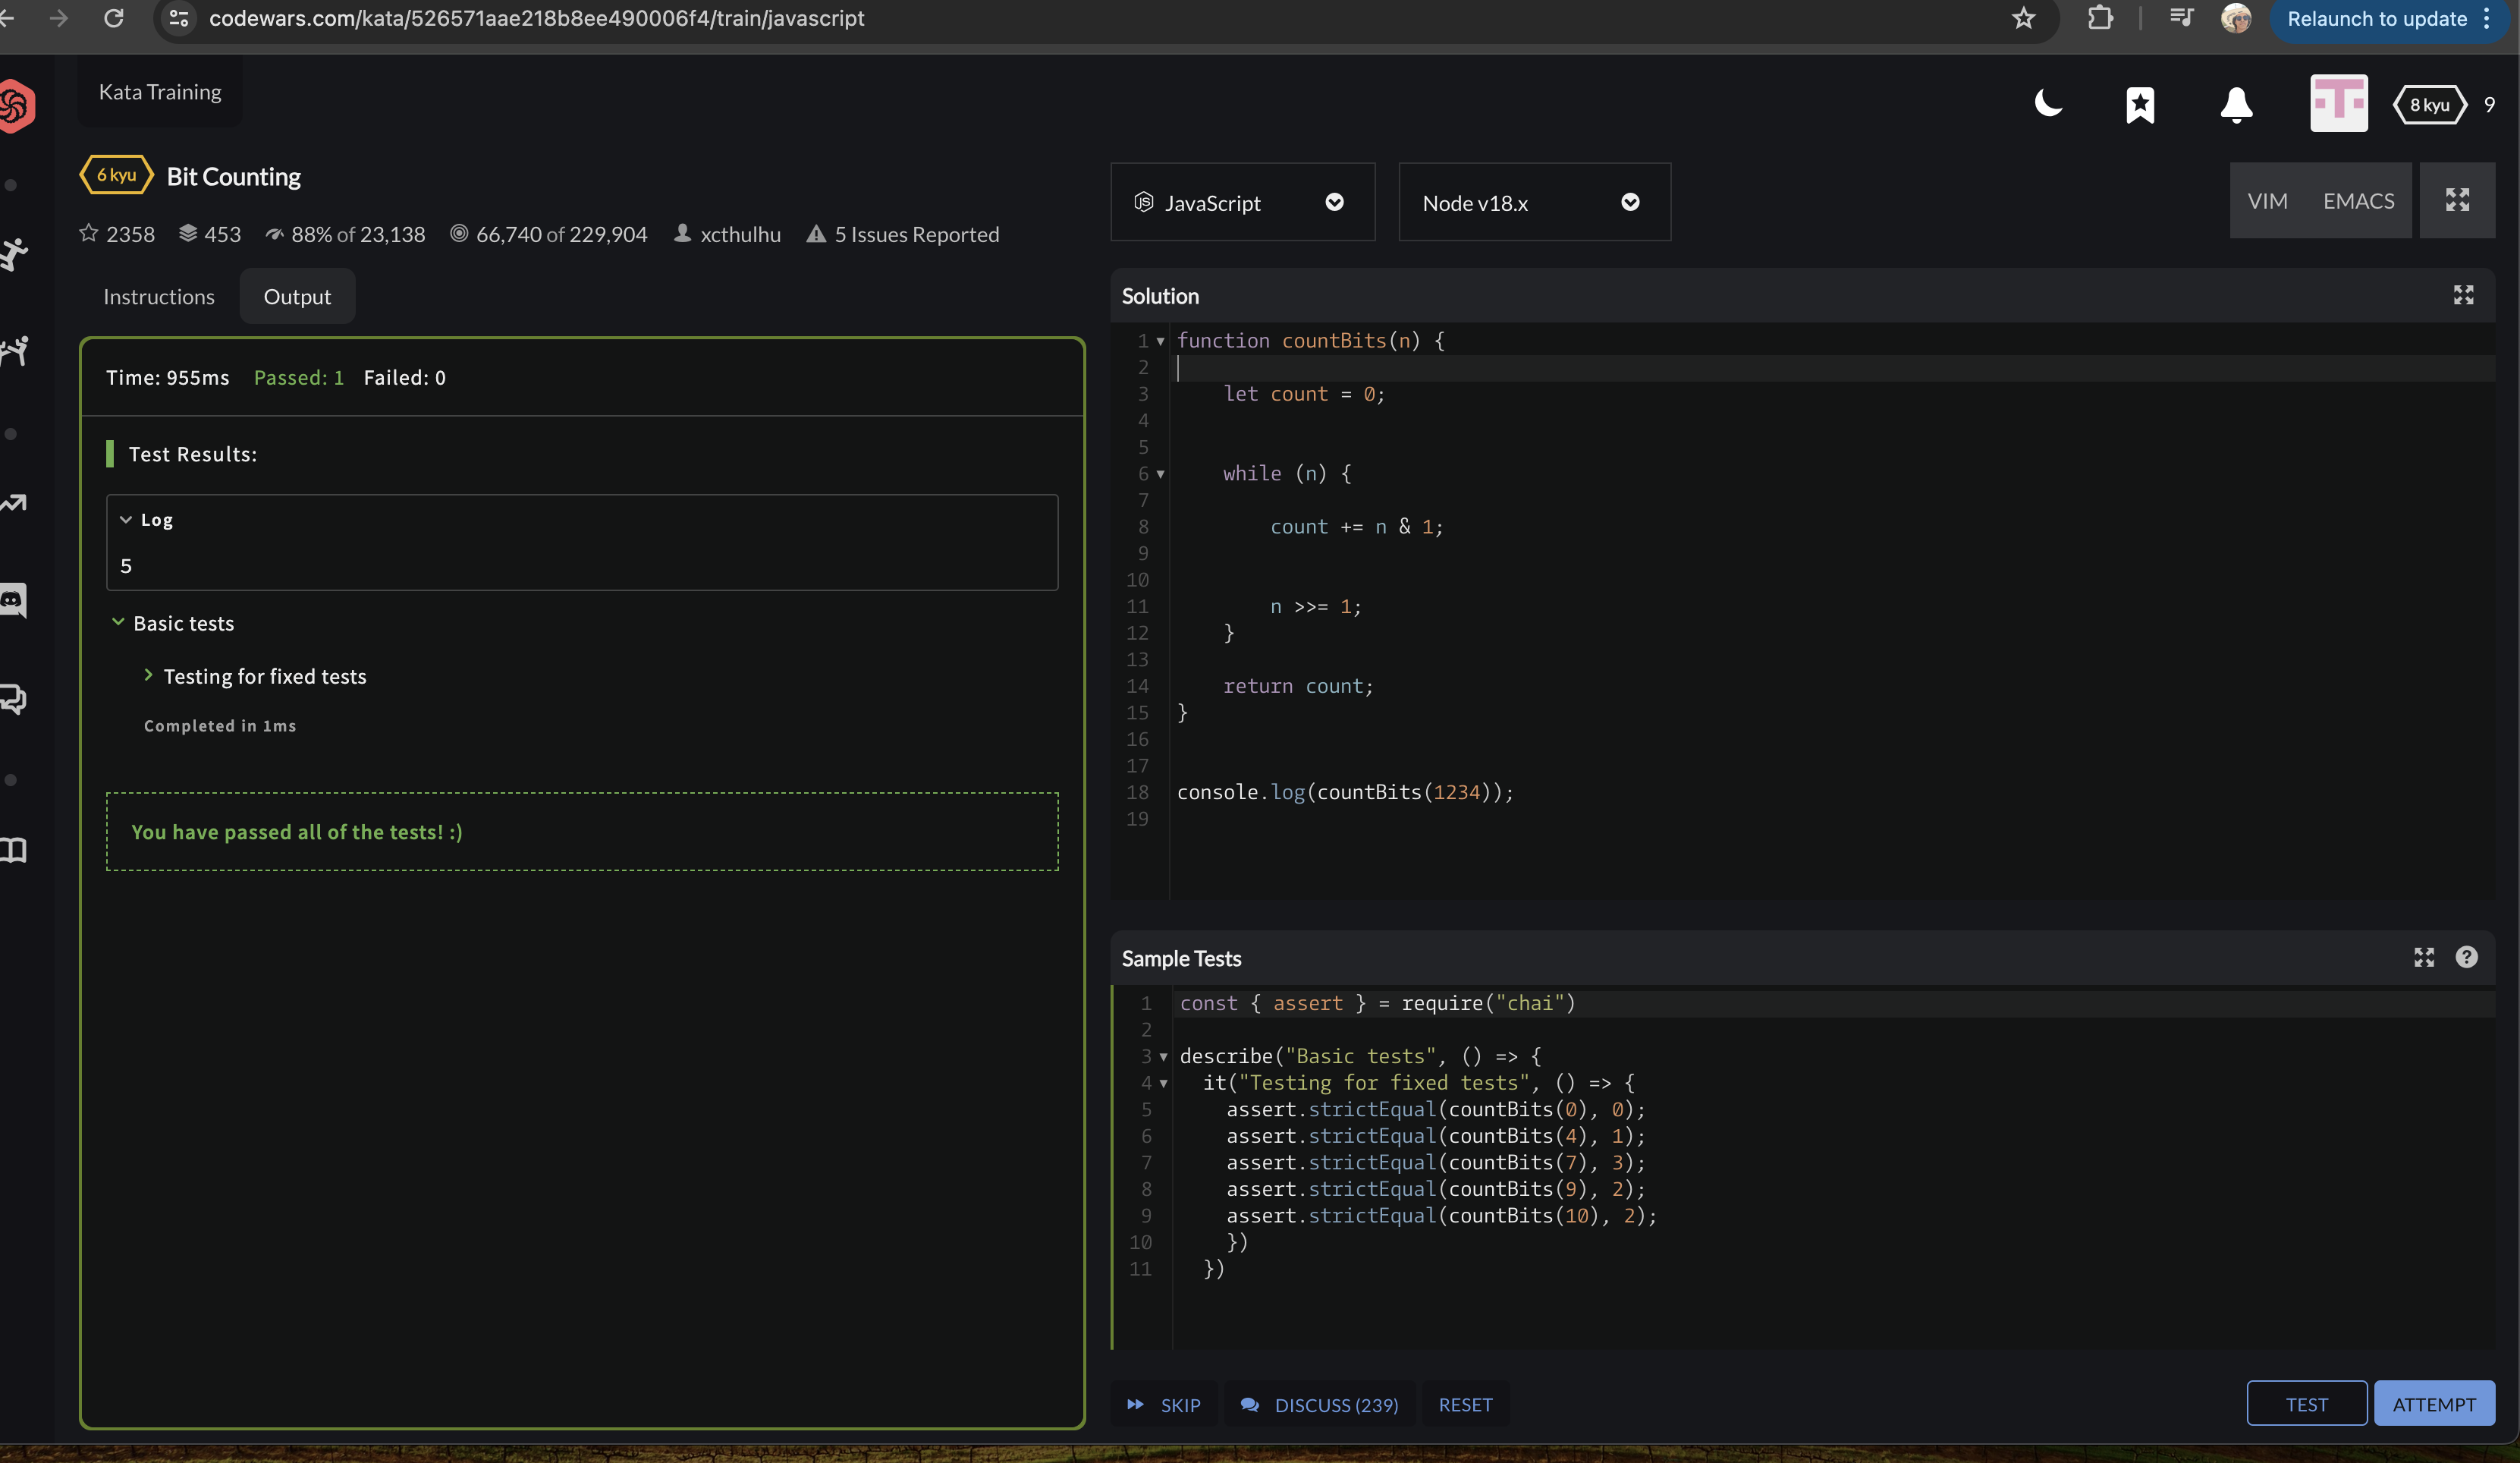 codewars.com/kata/526571aae218b8ee490006f4/train/javascript
Relaunch to update
Kata Training
8 kyu
9
6 kyu
Bit Counting
2358
453
88% of 23,138
66,740 of 229,904
xcthulhu
5 Issues Reported
Instructions
Output
Time: 955ms Passed: 1 Failed: 0
Test Results:
Log
5
Basic tests
Testing for fixed tests
Completed in 1ms
You have passed all of the tests! :)
JS JavaScript
Node v18.x
VIM
EMACS
Solution
1 function countBits(n) {
2
3     let count = 0;
4
5
6     while (n) {
7
8         count += n & 1;
9
10
11         n >>= 1;
12     }
13
14     return count;
15 }
16
17
18 console.log(countBits(1234));
19
Sample Tests
?
1 const { assert } = require("chai")
2
3 describe("Basic tests", () => {
4   it("Testing for fixed tests", () => {
5     assert.strictEqual(countBits(0), 0);
6     assert.strictEqual(countBits(4), 1);
7     assert.strictEqual(countBits(7), 3);
8     assert.strictEqual(countBits(9), 2);
9     assert.strictEqual(countBits(10), 2);
10     })
11   })
SKIP
DISCUSS (239)
RESET
TEST
ATTEMPT